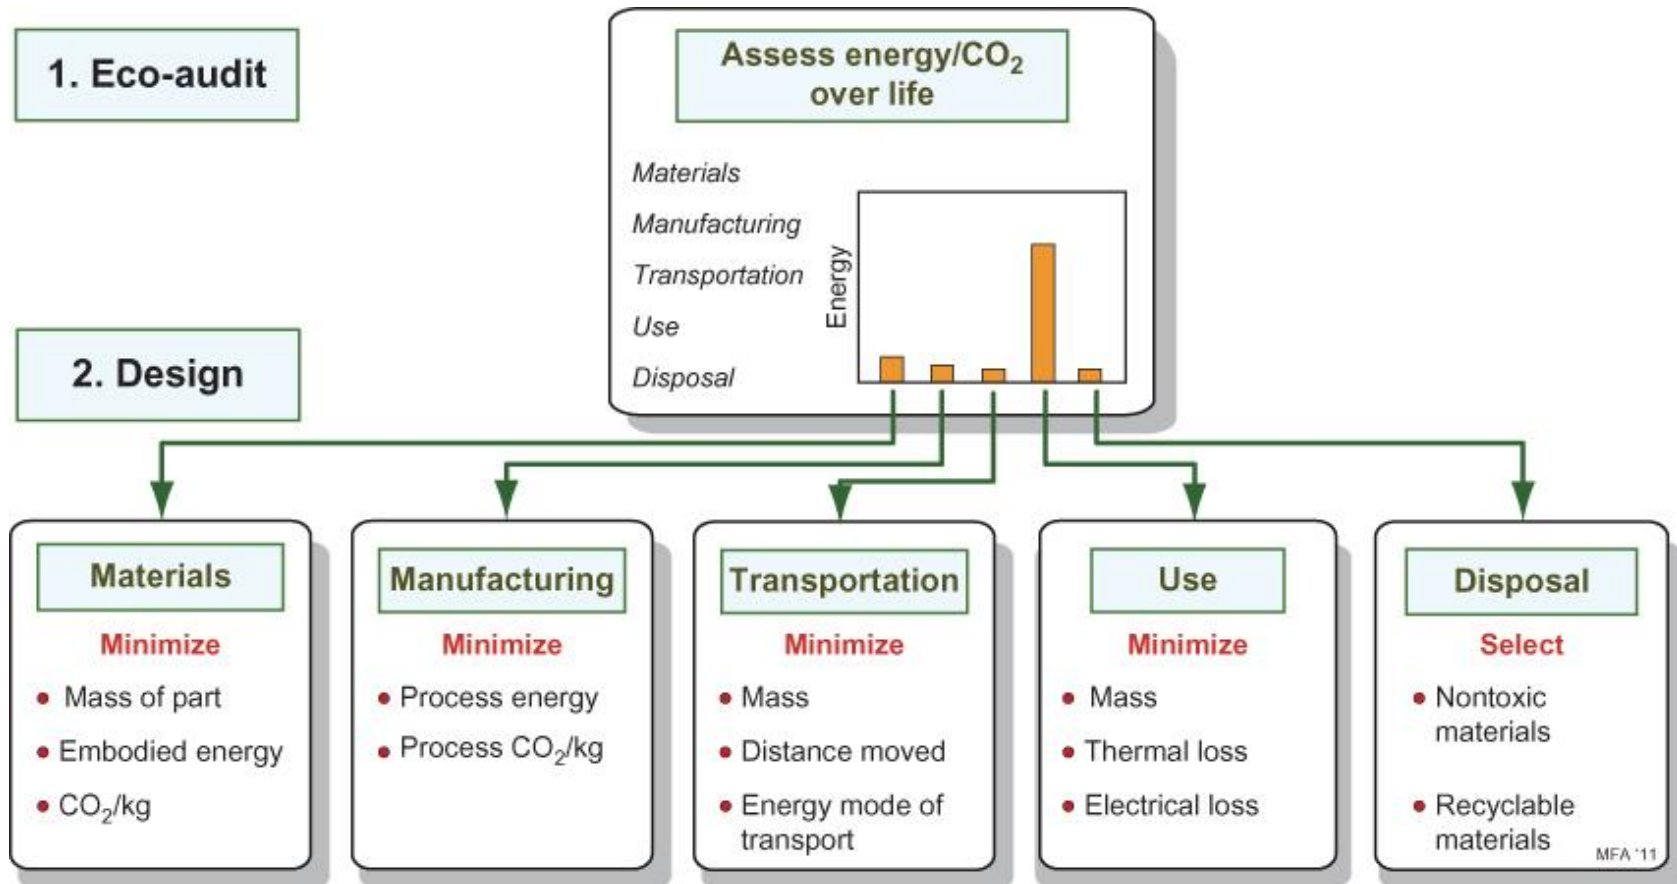 1. Eco-audit
Assess energy/CO₂
over life
Materials
Manufacturing
Transportation
Use
Disposal
Energy
2. Design
Materials
Minimize
• Mass of part
• Embodied energy
• CO₂/kg
Manufacturing
Minimize
• Process energy
• Process CO₂/kg
Transportation
Minimize
• Mass
• Distance moved
• Energy mode of
transport
Use
Minimize
• Mass
• Thermal loss
• Electrical loss
Disposal
Select
• Nontoxic
materials
• Recyclable
materials
MFA '11